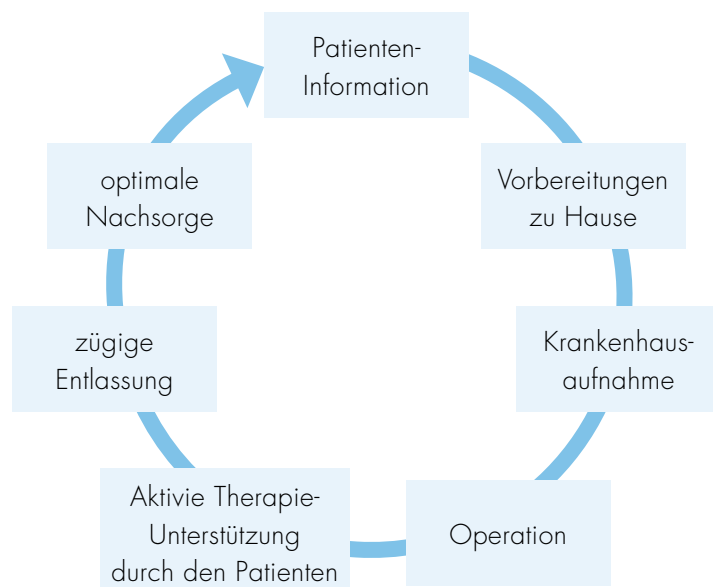 Patienten-
Information
Vorbereitungen
zu Hause
Krankenhaus-
aufnahme
Operation
Aktivie Therapie-
Unterstützung
durch den Patienten
zügige
Entlassung
optimale
Nachsorge